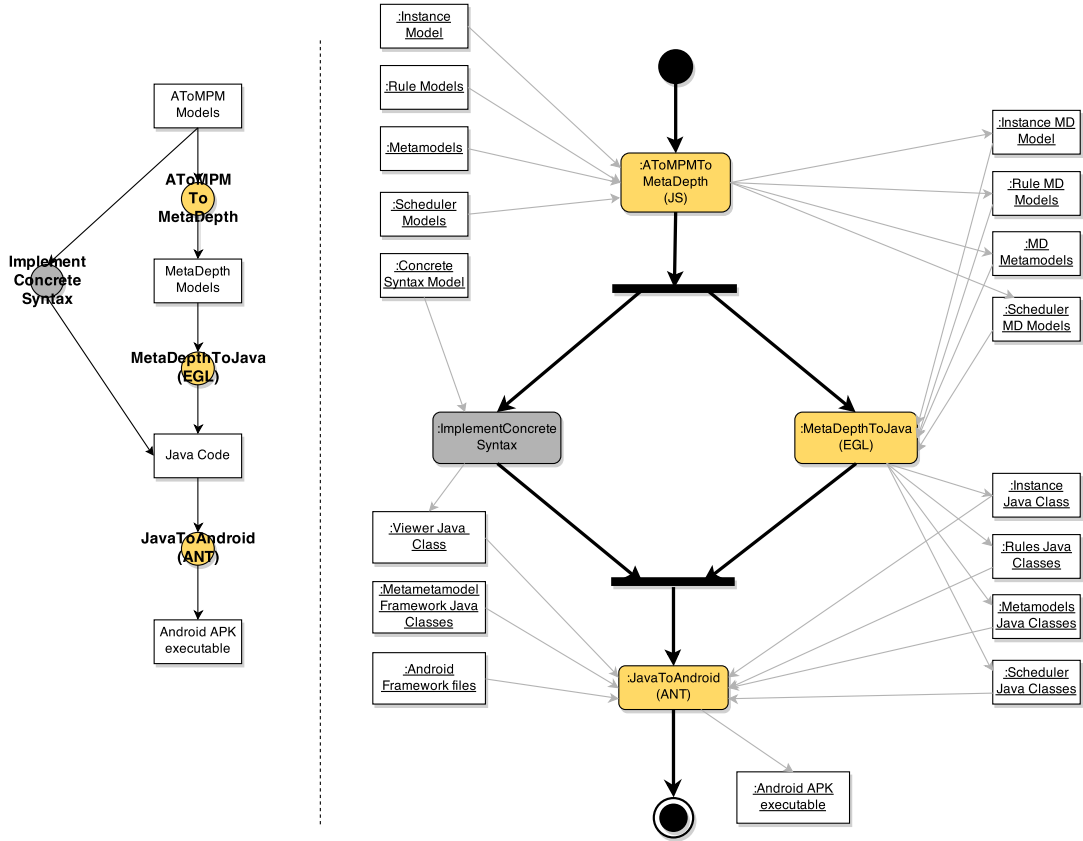 AToMPM
Models
AToMPM
To
MetaDepth
Implement
Concrete
Syntax
MetaDepth
Models
MetaDepthToJava
(EGL)
Java Code
JavaToAndroid
(ANT)
Android APK
executable
:Instance
Model
:Rule Models
:Metamodels
:Scheduler
Models
:Concrete
Syntax Model
:AToMPMTo
MetaDepth
(JS)
:Instance MD
Model
:Rule MD
Models
:MD
Metamodels
:Scheduler
MD Models
:ImplementConcrete
Syntax
:MetaDepthToJava
(EGL)
:Viewer Java
Class
:Metametamodel
Framework Java
Classes
:Android
Framework files
:Instance
Java Class
:Rules Java
Classes
:Metamodels
Java Classes
:Scheduler
Java Classes
:JavaToAndroid
(ANT)
:Android APK
executable